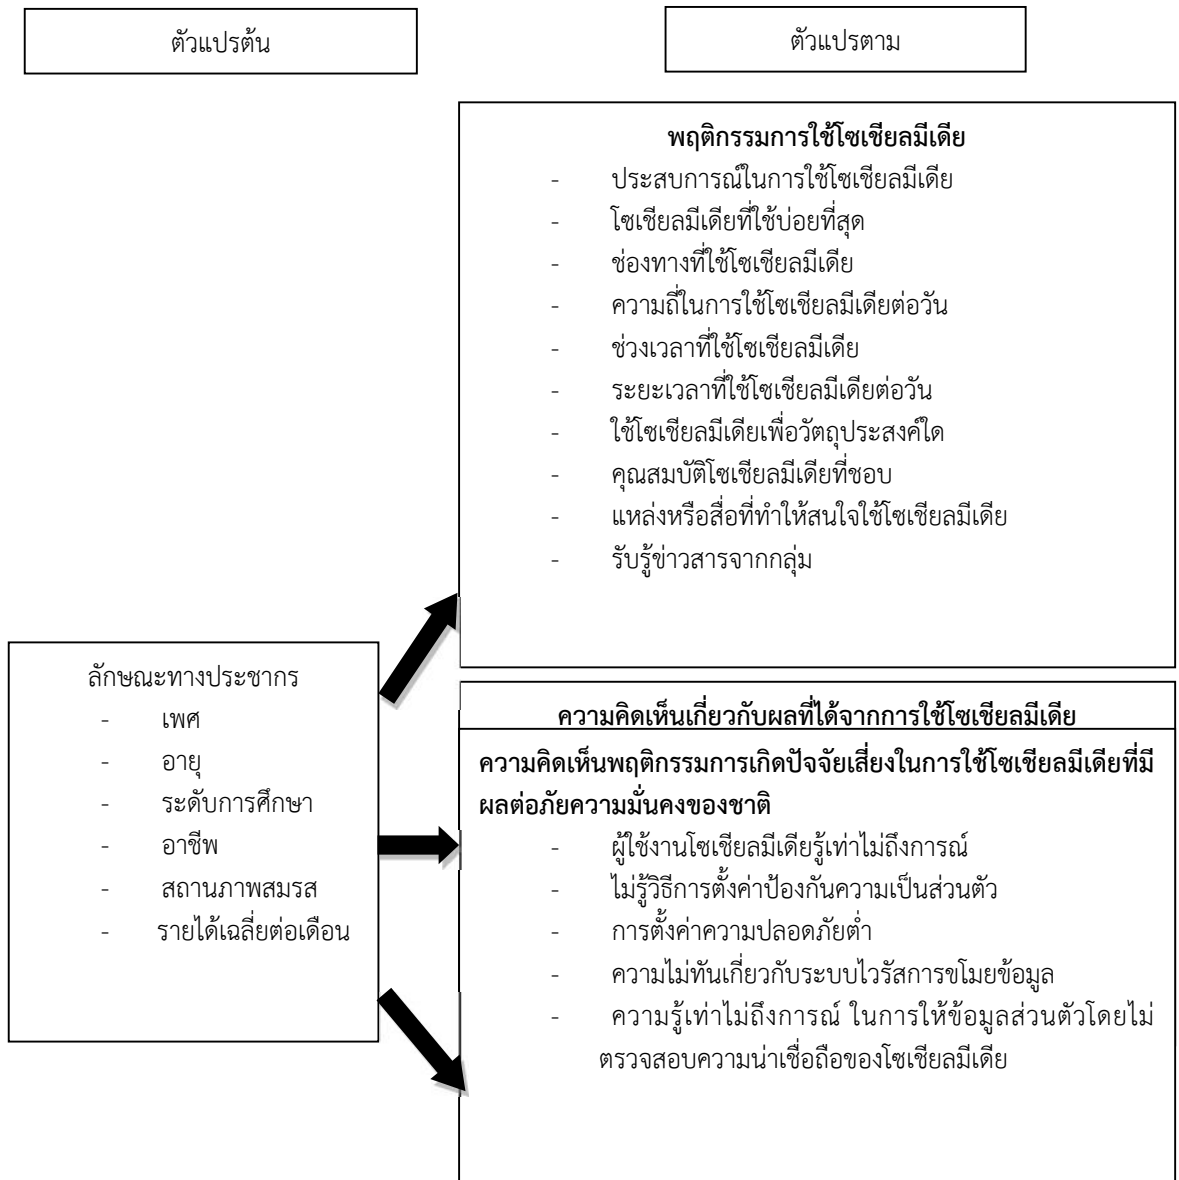 ตัวแปรต้น
ตัวแปรตาม
พฤติกรรมการใช้โซเชียลมีเดีย
- ประสบการณ์ในการใช้โซเชียลมีเดีย
- โซเชียลมีเดียที่ใช้บ่อยที่สุด
- ช่องทางที่ใช้โซเชียลมีเดีย
- ความถี่ในการใช้โซเชียลมีเดียต่อวัน
- ช่วงเวลาที่ใช้โซเชียลมีเดีย
- ระยะเวลาที่ใช้โซเชียลมีเดียต่อวัน
- ใช้โซเชียลมีเดียเพื่อวัตถุประสงค์ใด
- คุณสมบัติโซเชียลมีเดียที่ชอบ
- แหล่งหรือสื่อที่ทำให้สนใจใช้โซเชียลมีเดีย
- รับรู้ข่าวสารจากกลุ่ม
ลักษณะทางประชากร
- เพศ
- อายุ
- ระดับการศึกษา
- อาชีพ
- สถานภาพสมรส
- รายได้เฉลี่ยต่อเดือน
ความคิดเห็นเกี่ยวกับผลที่ได้จากการใช้โซเชียลมีเดีย
ความคิดเห็นพฤติกรรมการเกิดปัจจัยเสี่ยงในการใช้โซเชียลมีเดียที่มี
ผลต่อภัยความมั่นคงของชาติ
- ผู้ใช้งานโซเชียลมีเดียรู้เท่าไม่ถึงการณ์
- ไม่รู้วิธีการตั้งค่าป้องกันความเป็นส่วนตัว
- การตั้งค่าความปลอดภัยต่ำ
- ความไม่ทันเกี่ยวกับระบบไวรัสการขโมยข้อมูล
- ความรู้เท่าไม่ถึงการณ์ ในการให้ข้อมูลส่วนตัวโดยไม่
ตรวจสอบความน่าเชื่อถือของโซเชียลมีเดีย